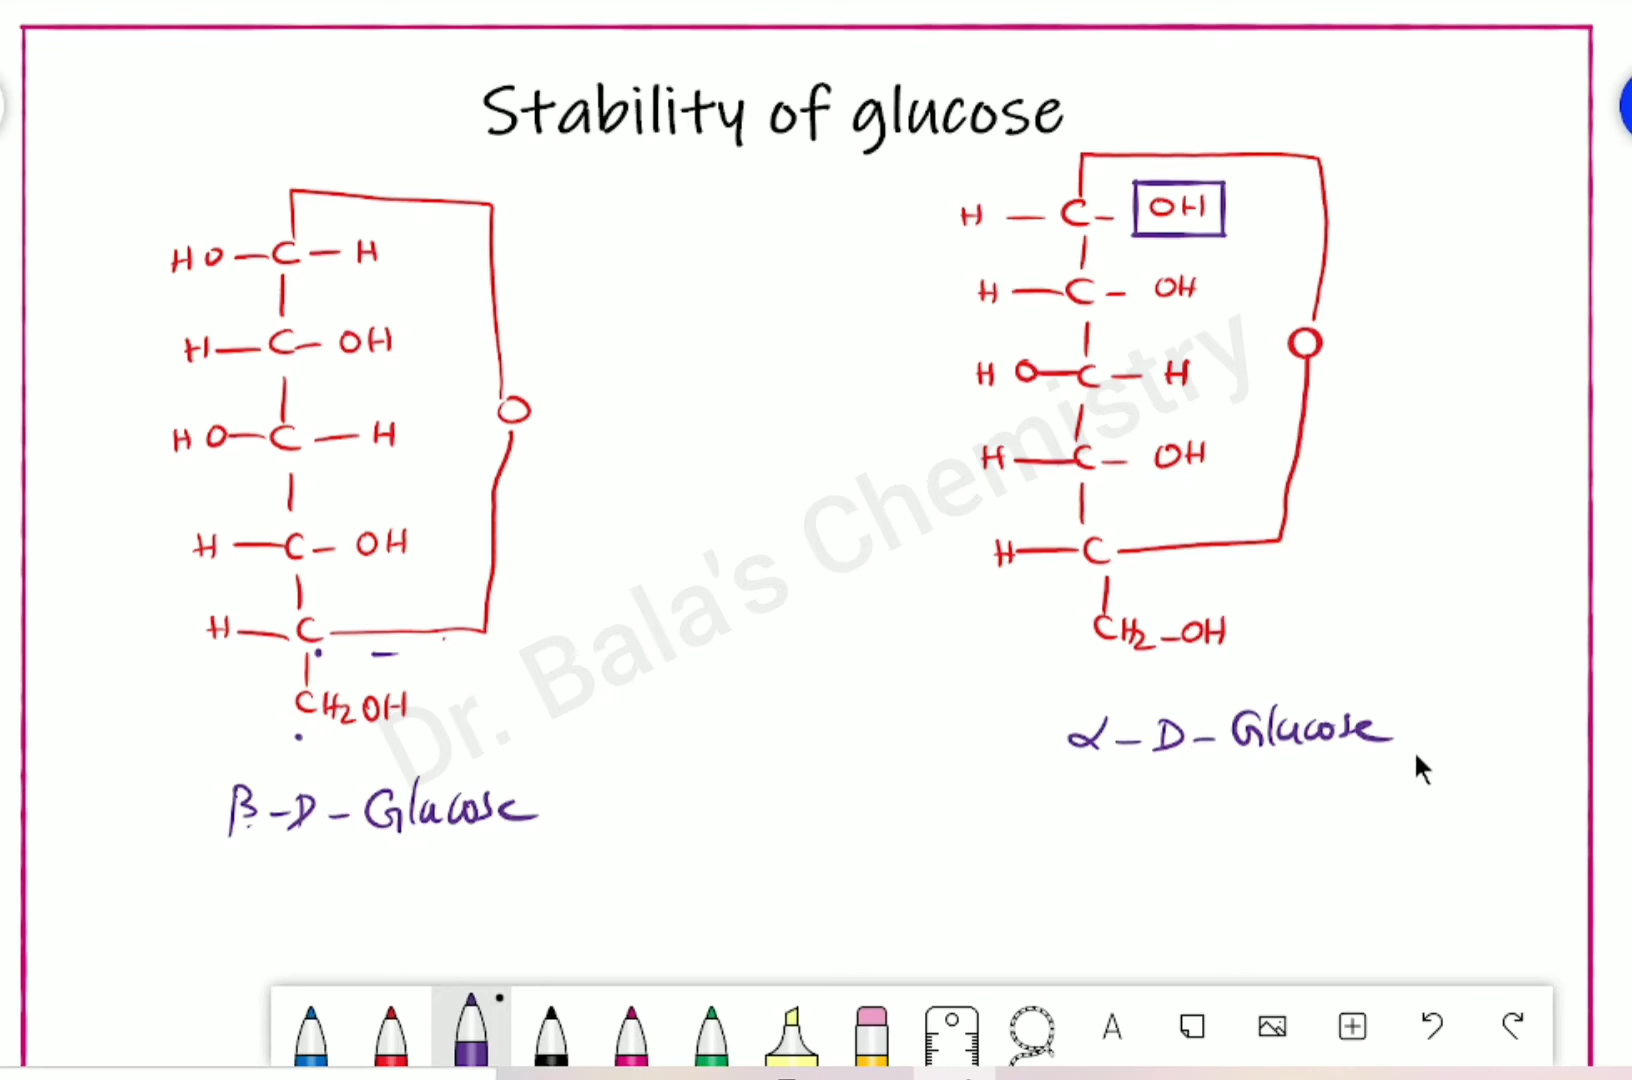 Stability of glucose
HO-C-H
H-C-OH
HO-C-H
H-C-OH
H-C
CH2OH
O
β-D-Glucose
H-C-OH
H-C-OH
HO-C-H
H-C-OH
H-C
CH2-OH
O
α-D-Glucose
Dr. Bala's Chemistry
A